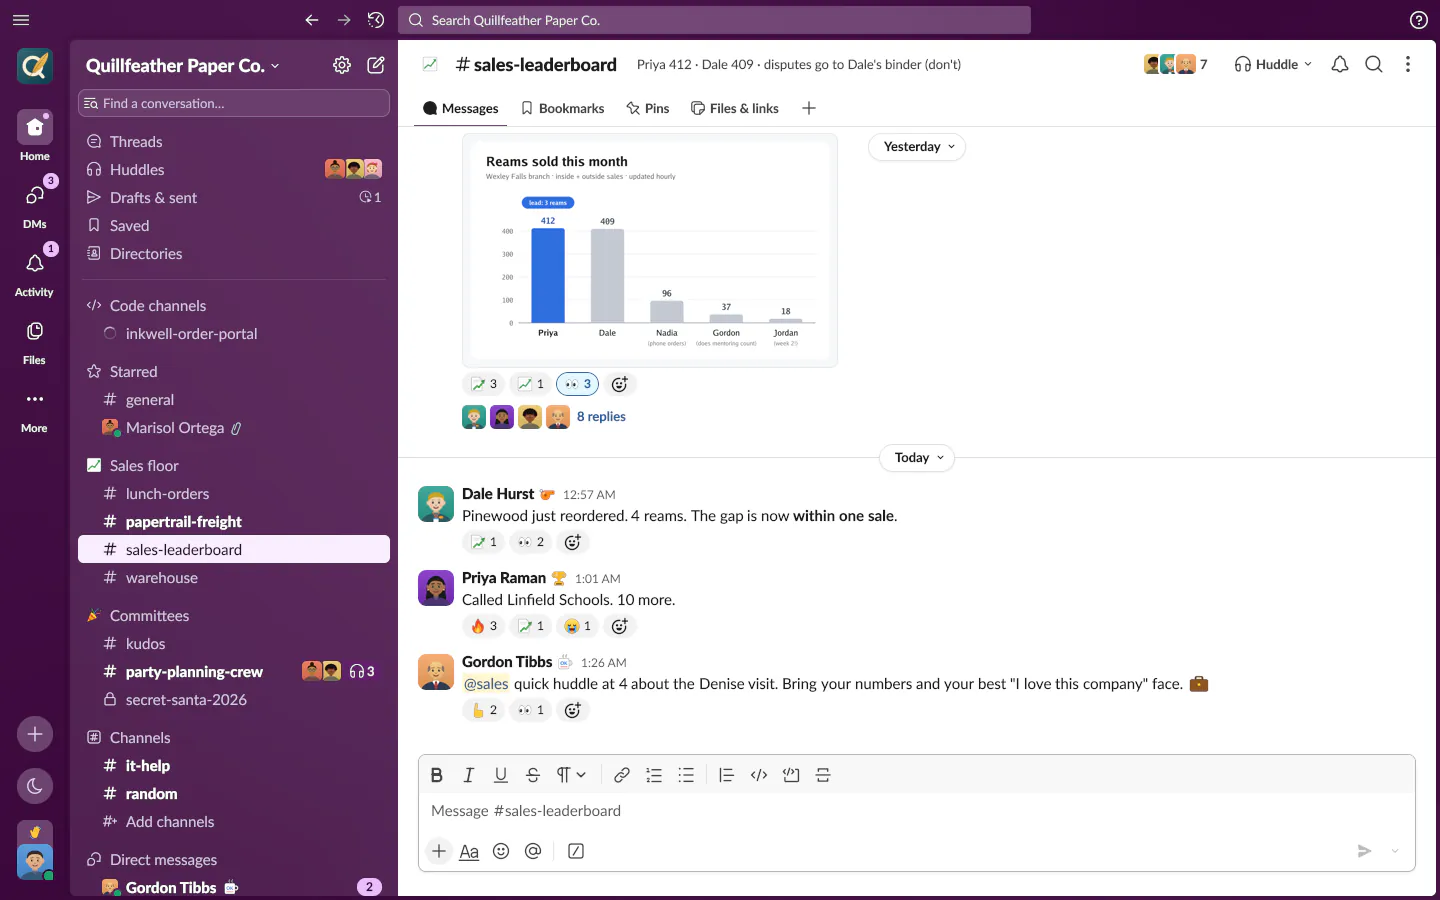 Search Quillfeather Paper Co.
Quillfeather Paper Co.
Find a conversation...
Home
3
DMs
1
Activity
Files
More
Threads
Huddles
Drafts & sent
1
Saved
Directories
Code channels
inkwell-order-portal
Starred
# general
Marisol Ortega
Sales floor
# lunch-orders
# papertrail-freight
# sales-leaderboard
# warehouse
Committees
# kudos
# party-planning-crew
3
secret-santa-2026
Channels
# it-help
# random
Add channels
Direct messages
Gordon Tibbs
2
# sales-leaderboard
Priya 412 · Dale 409 · disputes go to Dale's binder (don't)
7
Huddle
Messages
Bookmarks
Pins
Files & links
Yesterday
Reams sold this month
Wexley Falls branch · inside + outside sales · updated hourly
lead: 3 reams
412
409
96
37
18
400
300
200
100
0
Priya
Dale
Nadia
Gordon
Jordan
(phone orders)
(does mentoring count)
(week 2!)
3
1
3
8 replies
Today
Dale Hurst 12:57 AM
Pinewood just reordered. 4 reams. The gap is now within one sale.
1
2
Priya Raman 1:01 AM
Called Linfield Schools. 10 more.
3
1
1
Gordon Tibbs 1:26 AM
@sales quick huddle at 4 about the Denise visit. Bring your numbers and your best "I love this company" face.
2
1
B I U S
Message #sales-leaderboard
Aa